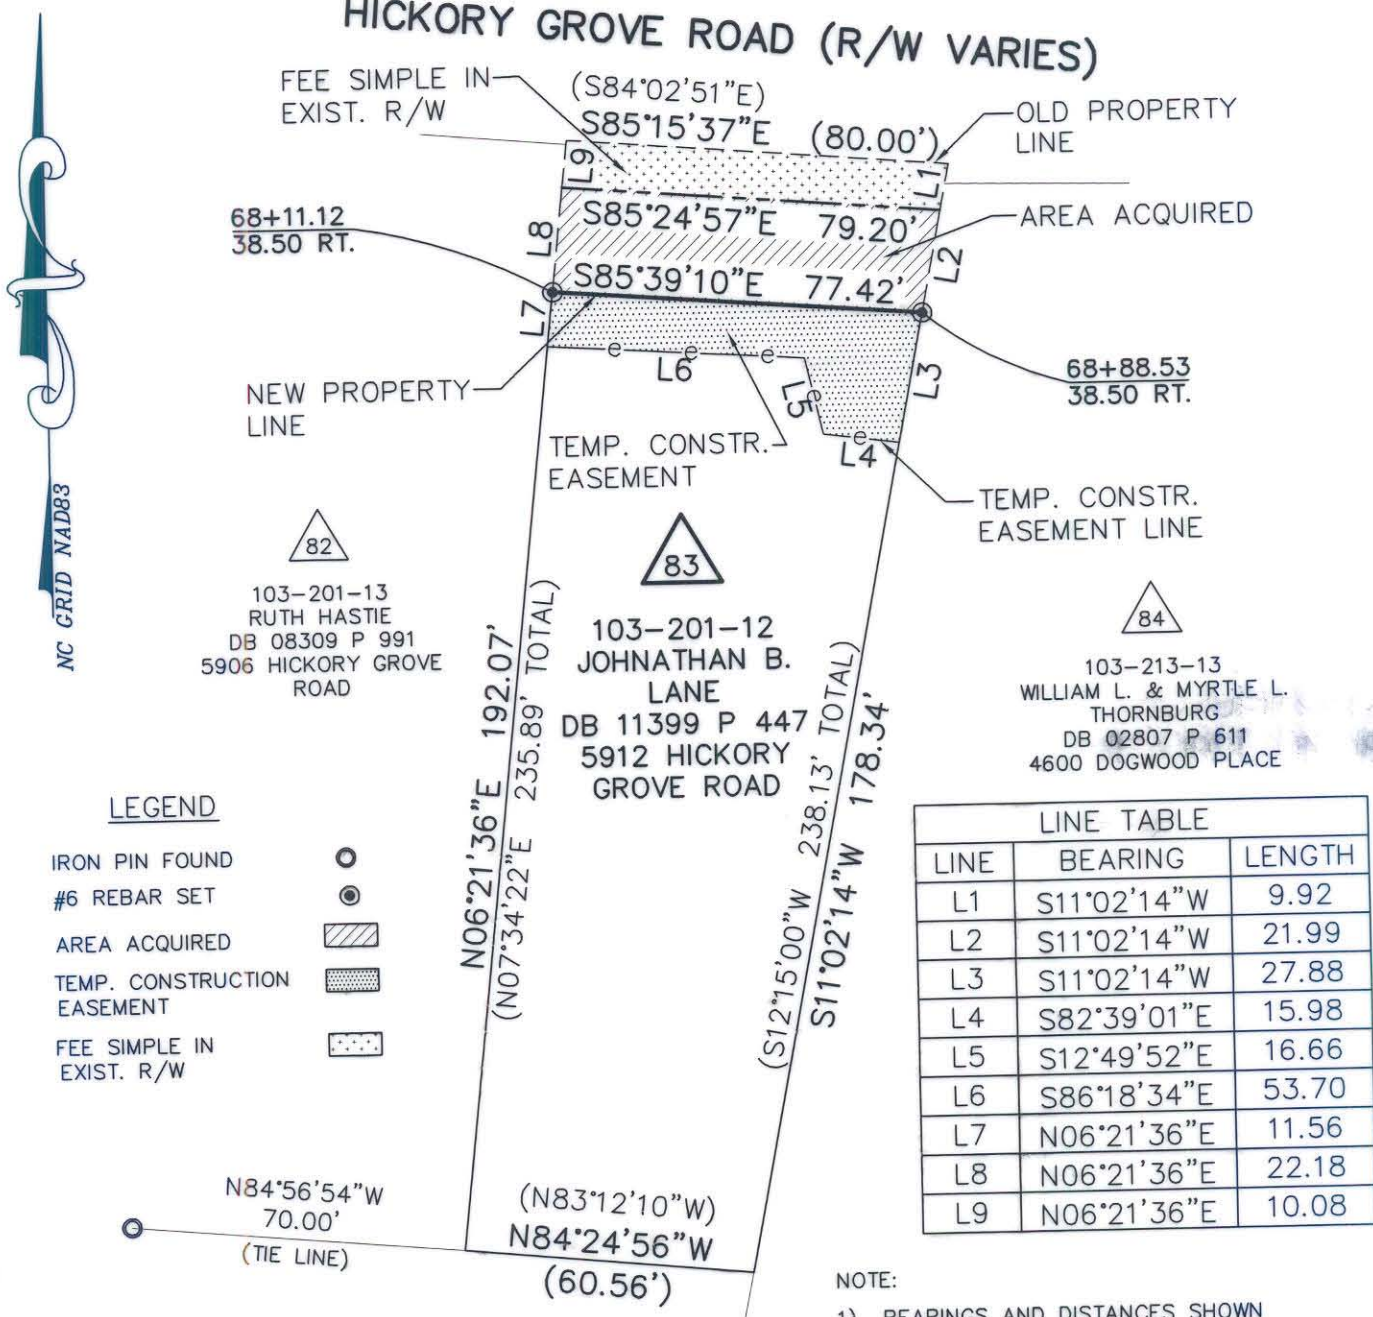 HICKORY GROVE ROAD (R/W VARIES)
FEE SIMPLE IN
EXIST. R/W
(S84°02'51"E)
S85°15'37"E (80.00')
OLD PROPERTY
LINE
L9
L1
68+11.12
38.50 RT.
S85°24'57"E 79.20'
AREA ACQUIRED
L8
L2
S85°39'10"E 77.42'
L7
e e e
L6
L5
e
L3
68+88.53
38.50 RT.
NEW PROPERTY
LINE
TEMP. CONSTR.
EASEMENT
e
L4
TEMP. CONSTR.
EASEMENT LINE
NC GRID NAD83
82
103-201-13
RUTH HASTIE
DB 08309 P 991
5906 HICKORY GROVE
ROAD
83
103-201-12
JOHNATHAN B.
LANE
DB 11399 P 447
5912 HICKORY
GROVE ROAD
84
103-213-13
WILLIAM L. & MYRTLE L.
THORNBURG
DB 02807 P 611
4600 DOGWOOD PLACE
N06°21'36"E 192.07'
(N07°34'22"E 235.89' TOTAL)
(S12°15'00"W 238.13' TOTAL)
S11°02'14"W 178.34'
LEGEND
IRON PIN FOUND
#6 REBAR SET
AREA ACQUIRED
TEMP. CONSTRUCTION
EASEMENT
FEE SIMPLE IN
EXIST. R/W
LINE TABLE
LINE BEARING LENGTH
L1 S11°02'14"W 9.92
L2 S11°02'14"W 21.99
L3 S11°02'14"W 27.88
L4 S82°39'01"E 15.98
L5 S12°49'52"E 16.66
L6 S86°18'34"E 53.70
L7 N06°21'36"E 11.56
L8 N06°21'36"E 22.18
L9 N06°21'36"E 10.08
N84°56'54"W
70.00'
(TIE LINE)
(N83°12'10"W)
N84°24'56"W
(60.56')
NOTE:
1) BEARINGS AND DISTANCES SHOWN